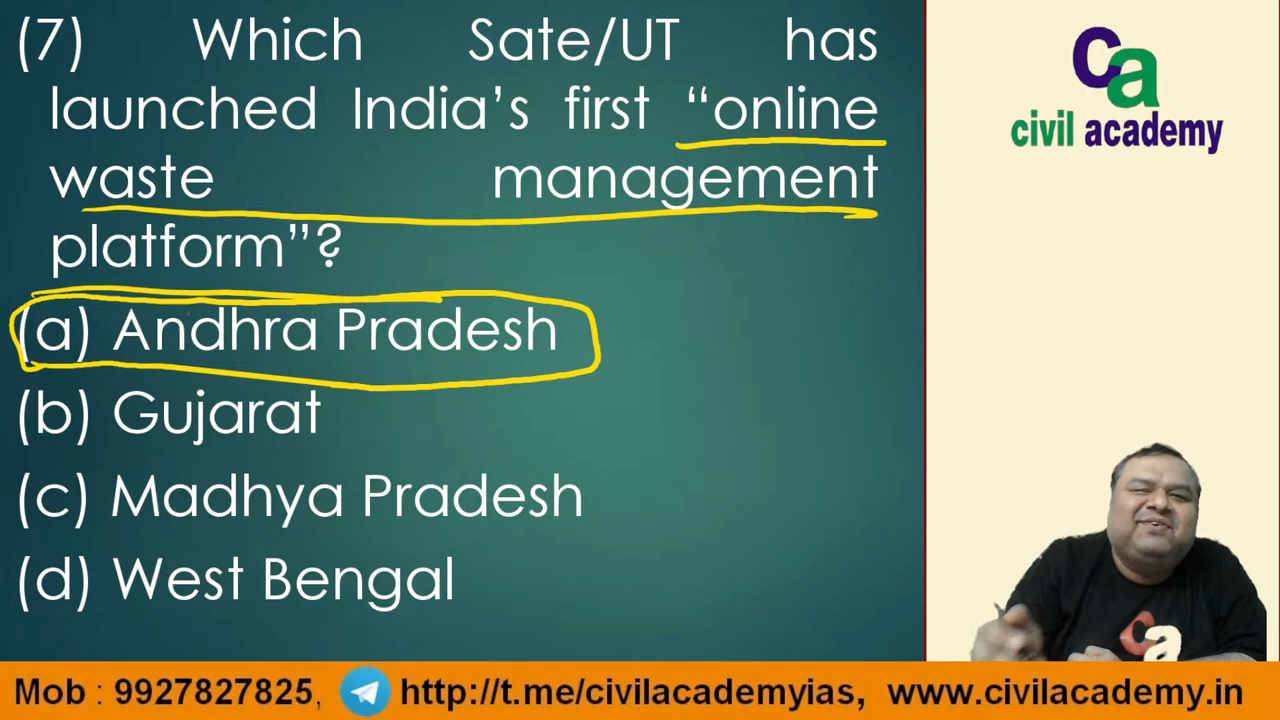 (7) Which Sate/UT has
launched India’s first “online
waste management
platform”?
(a) Andhra Pradesh
(b) Gujarat
(c) Madhya Pradesh
(d) West Bengal
ca
civil academy
ca
Mob : 9927827825, http://t.me/civilacademyias, www.civilacademy.in